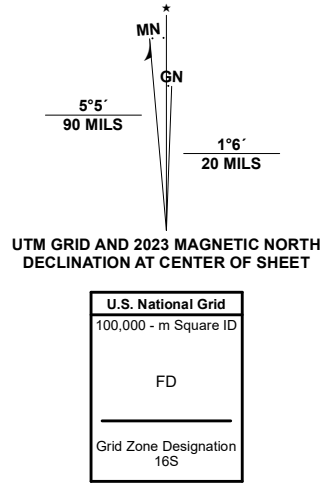 ★
MN
GN
5°5´
90 MILS
1°6´
20 MILS
UTM GRID AND 2023 MAGNETIC NORTH
DECLINATION AT CENTER OF SHEET
U.S. National Grid
100,000 - m Square ID
FD
Grid Zone Designation
16S